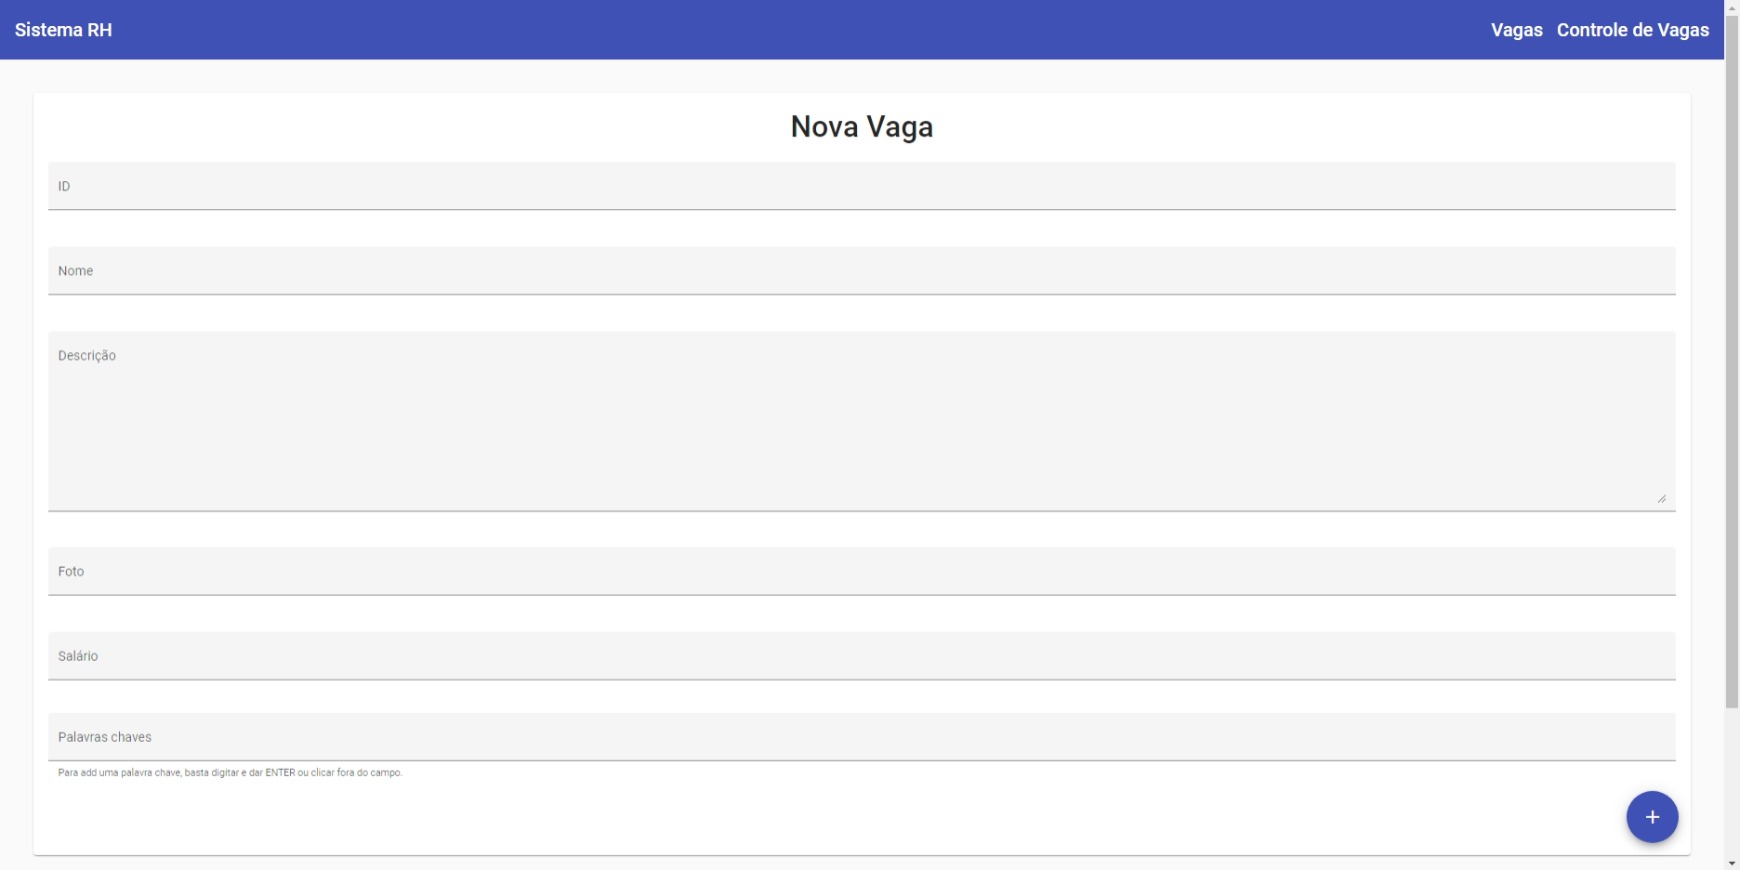 Sistema RH
Vagas
Controle de Vagas
Nova Vaga
ID
Nome
Descrição
Foto
Salário
Palavras chaves
Para add uma palavra chave, basta digitar e dar ENTER ou clicar fora do campo.
+